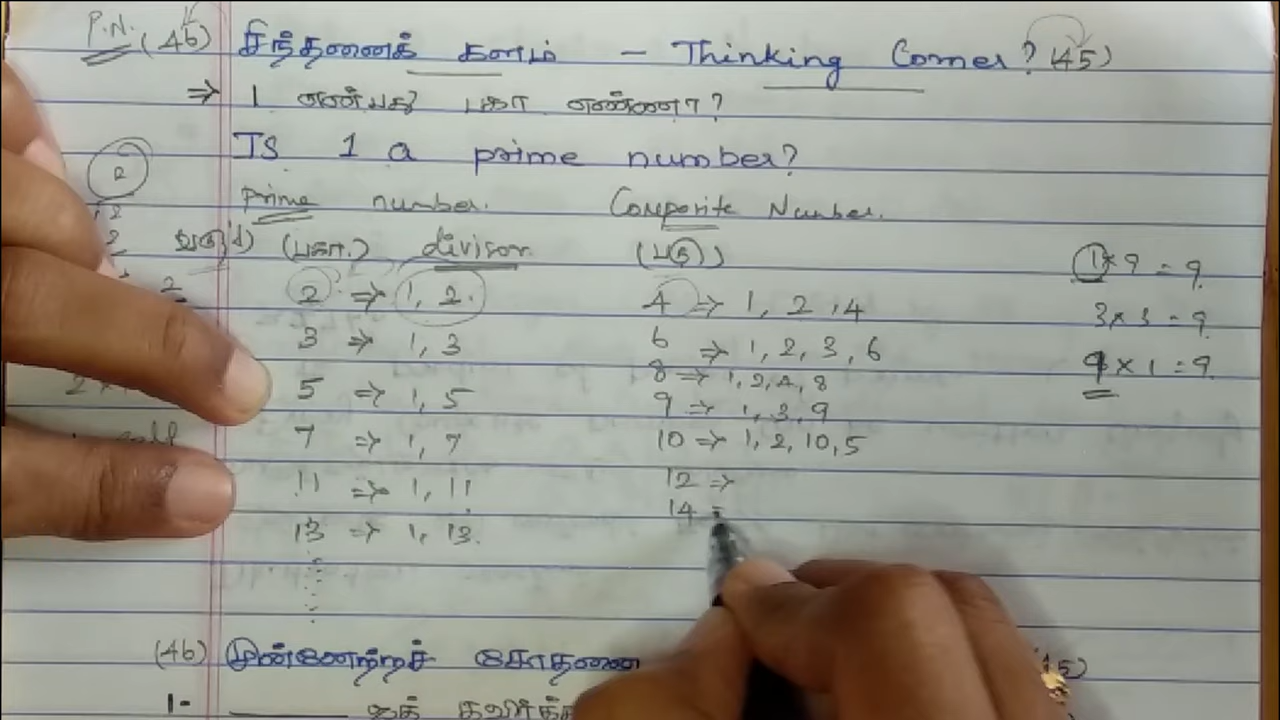 P.N. (46) சிந்தனைக் களம் – Thinking Corner? (45)
⇒ 1 என்பது பகா எண்ணா?
Is 1 a prime number?
2
Prime number. Composite Number.
(பகா.) divisor (பகு)
1 × 9 = 9
2 ⇒ 1, 2. 4 ⇒ 1, 2, 4
3 × 3 = 9
3 ⇒ 1, 3 6 ⇒ 1, 2, 3, 6
9 × 1 = 9
8 ⇒ 1, 2, 4, 8
5 ⇒ 1, 5 9 ⇒ 1, 3, 9
7 ⇒ 1, 7 10 ⇒ 1, 2, 10, 5
11 ⇒ 1, 11 12 ⇒
13 ⇒ 1, 13. 14
(46) முன்னேற்றச் சோதனை
1.